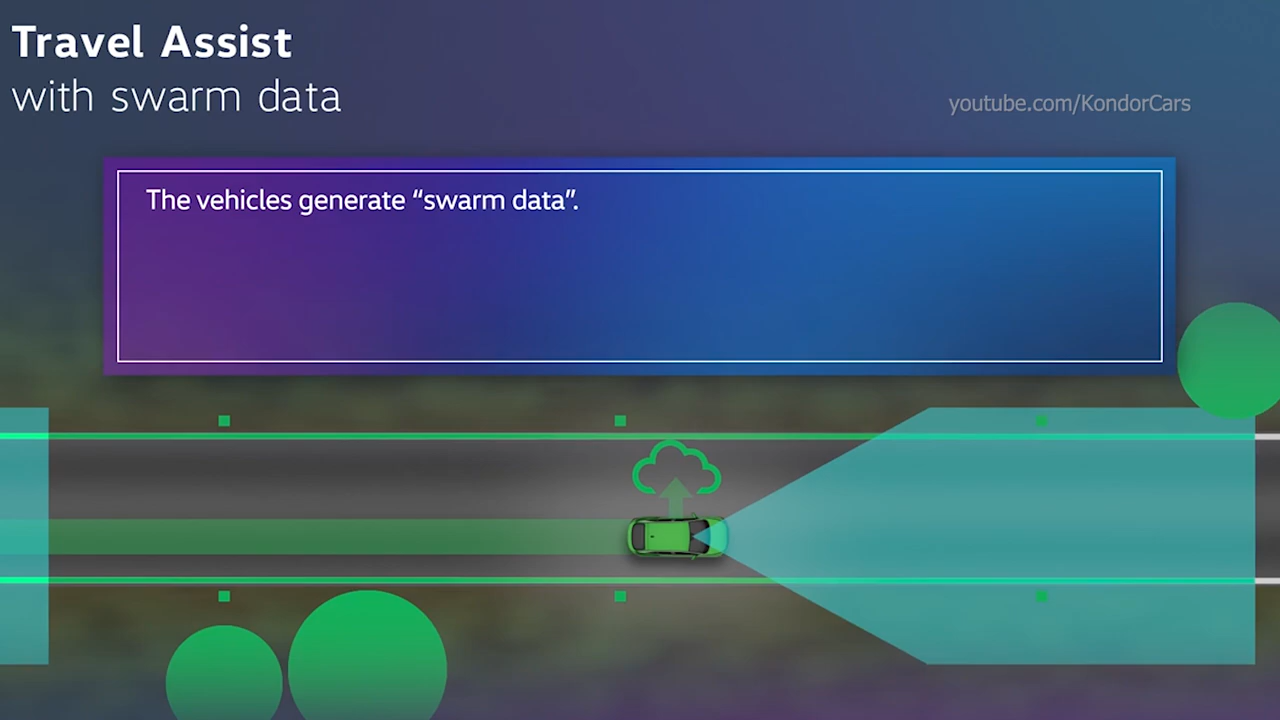 Travel Assist
with swarm data
youtube.com/KondorCars
The vehicles generate “swarm data”.